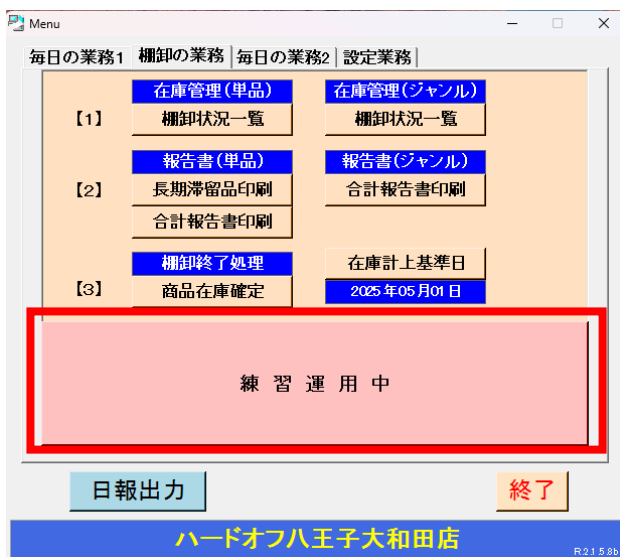 Menu
毎日の業務1 棚卸の業務 毎日の業務2 設定業務
在庫管理(単品) 在庫管理(ジャンル)
【1】 棚卸状況一覧 棚卸状況一覧
報告書(単品) 報告書(ジャンル)
【2】 長期滞留品印刷 合計報告書印刷
合計報告書印刷
棚卸終了処理 在庫計上基準日
【3】 商品在庫確定 2025年05月01日
練習運用中
日報出力 終了
ハードオフ八王子大和田店
R.2.1.5.8b